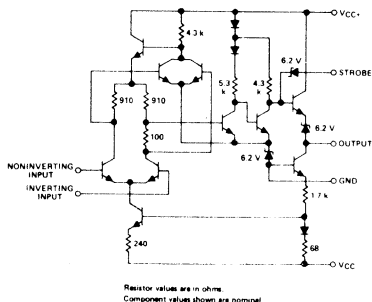 VCC+
4.3 k
6.2 V
STROBE
910
910
5.3
k
4.3
k
6.2 V
100
OUTPUT
6.2 V
NONINVERTING
INPUT
GND
INVERTING
INPUT
1.7 k
240
68
VCC
Resistor values are in ohms.
Component values shown are nominal